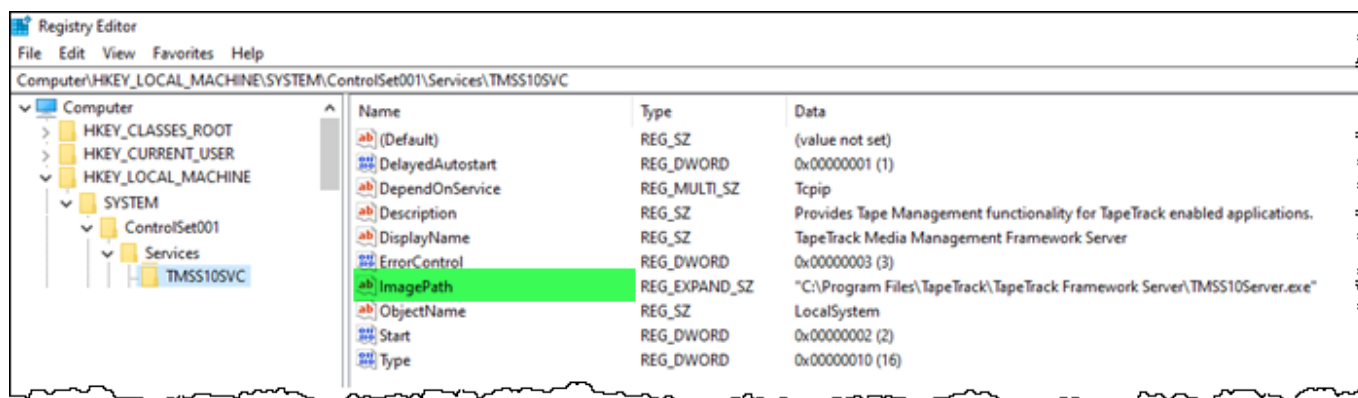 Registry Editor
File Edit View Favorites Help
Computer\HKEY_LOCAL_MACHINE\SYSTEM\ControlSet001\Services\TMSS10SVC
Computer
HKEY_CLASSES_ROOT
HKEY_CURRENT_USER
HKEY_LOCAL_MACHINE
SYSTEM
ControlSet001
Services
TMSS10SVC
Name Type Data
(Default) REG_SZ (value not set)
DelayedAutostart REG_DWORD 0x00000001 (1)
DependOnService REG_MULTI_SZ Tcpip
Description REG_SZ Provides Tape Management functionality for TapeTrack enabled applications.
DisplayName REG_SZ TapeTrack Media Management Framework Server
ErrorControl REG_DWORD 0x00000003 (3)
ImagePath REG_EXPAND_SZ "C:\Program Files\TapeTrack\TapeTrack Framework Server\TMSS10Server.exe"
ObjectName REG_SZ LocalSystem
Start REG_DWORD 0x00000002 (2)
Type REG_DWORD 0x00000010 (16)